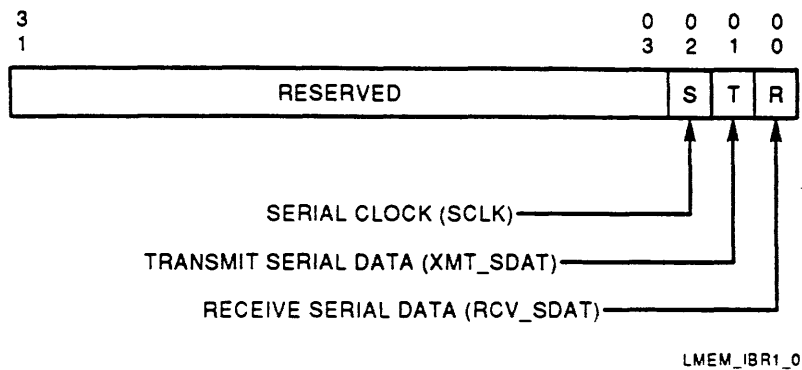 3 0 0 0 0
1 3 2 1 0
RESERVED S T R
SERIAL CLOCK (SCLK)
TRANSMIT SERIAL DATA (XMT_SDAT)
RECEIVE SERIAL DATA (RCV_SDAT)
LMEM_IBR1_0